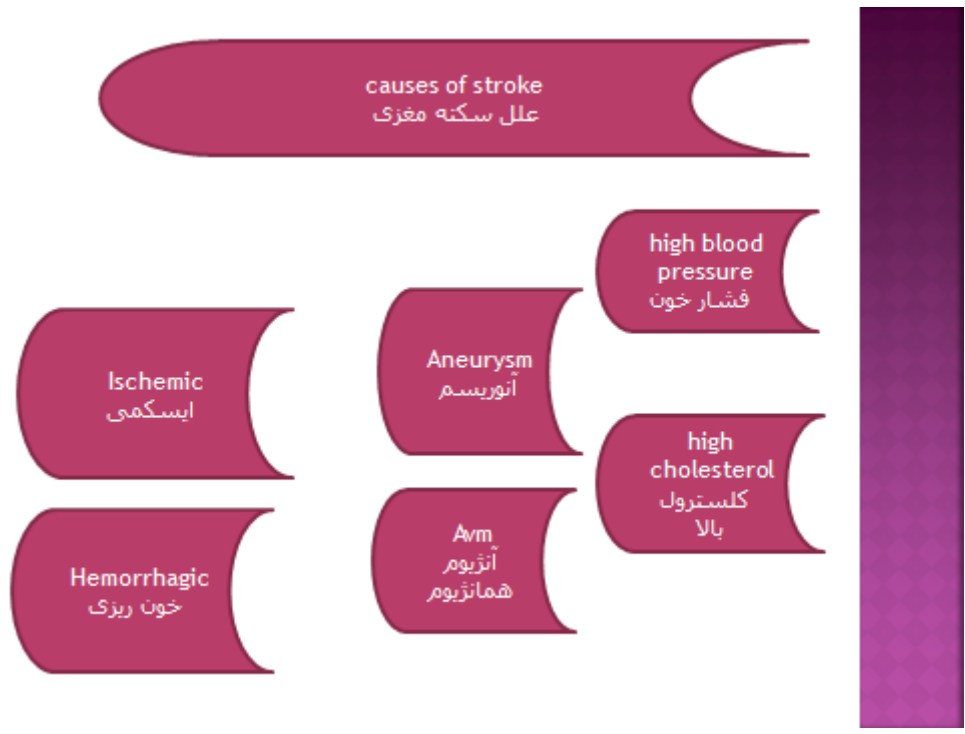 causes of stroke
علل سکته مغزی
high blood
pressure
فشار خون
Aneurysm
آنوریسم
Ischemic
ایسکمی
high
cholesterol
کلسترول
بالا
Avm
آنژیوم
همانژیوم
Hemorrhagic
خون ریزی